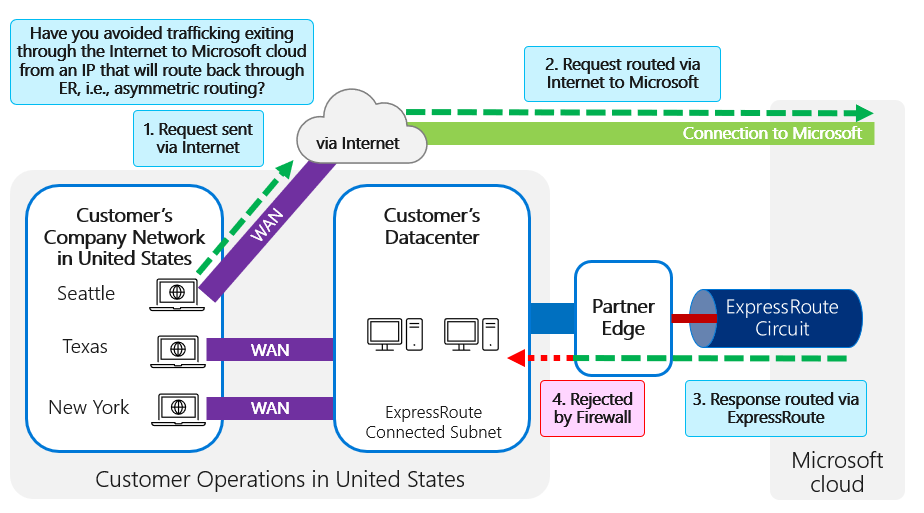 Have you avoided trafficking exiting
through the Internet to Microsoft cloud
from an IP that will route back through
ER, i.e., asymmetric routing?
2. Request routed via
Internet to Microsoft
1. Request sent
via Internet
via Internet
Connection to Microsoft
Customer's
Company Network
in United States
WAN
Customer's
Datacenter
Seattle
Partner
Edge
ExpressRoute
Circuit
Texas
WAN
New York
WAN
ExpressRoute
Connected Subnet
4. Rejected
by Firewall
3. Response routed via
ExpressRoute
Customer Operations in United States
Microsoft
cloud